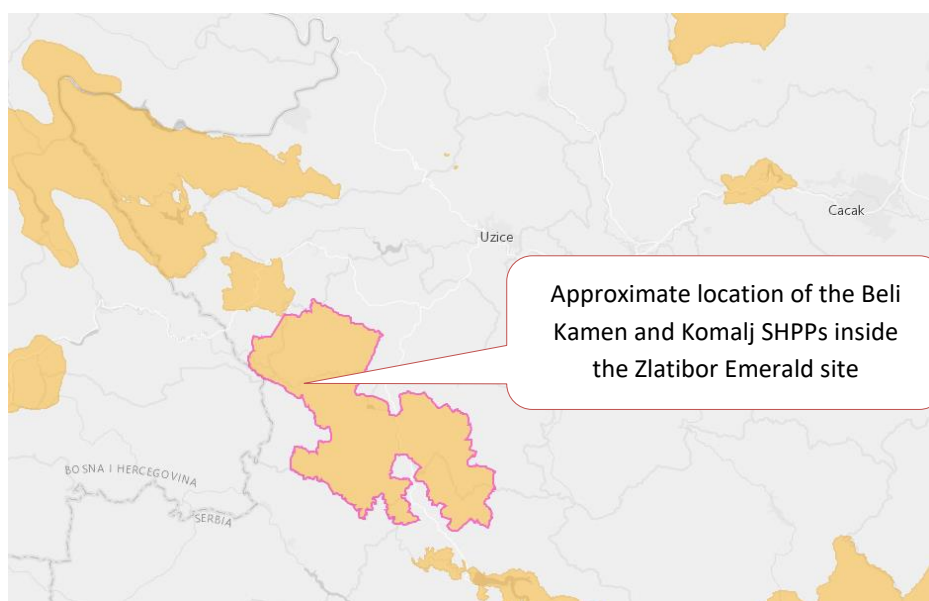 Cacak
Uzice
Approximate location of the Beli
Kamen and Komalj SHPPs inside
the Zlatibor Emerald site
BOSNA I HERCEGOVINA
SERBIA